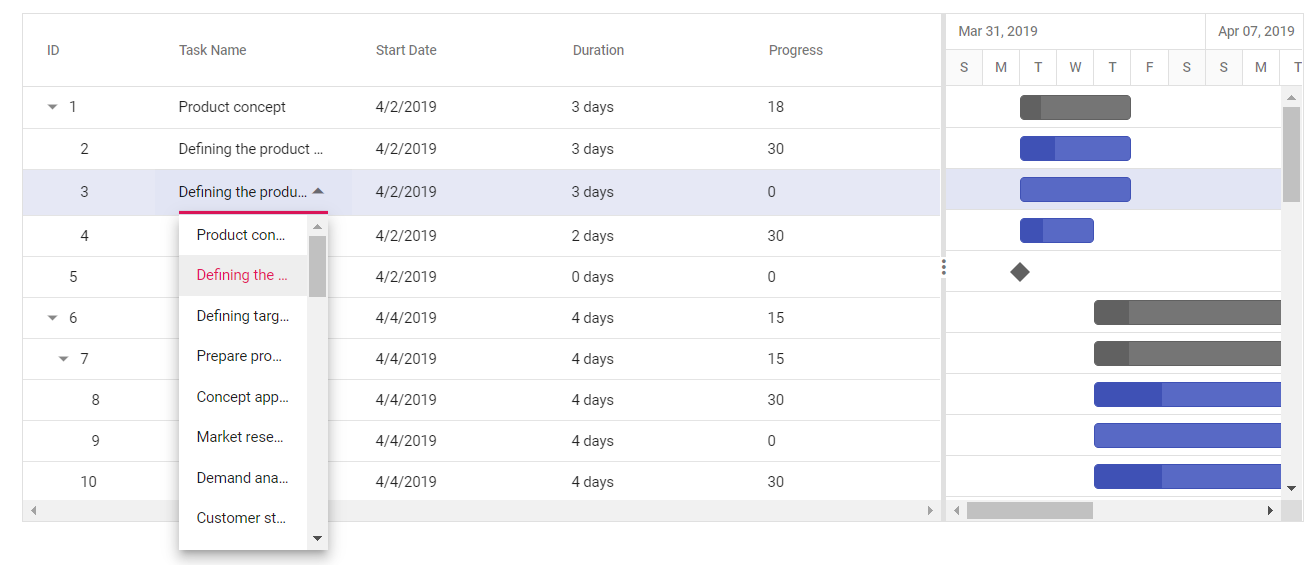 ID Task Name Start Date Duration Progress
Mar 31, 2019 Apr 07, 2019
S M T W T F S S M T
1 Product concept 4/2/2019 3 days 18
2 Defining the product ... 4/2/2019 3 days 30
3 Defining the produ... 4/2/2019 3 days 0
4 4/2/2019 2 days 30
5 4/2/2019 0 days 0
6 4/4/2019 4 days 15
7 4/4/2019 4 days 15
8 4/4/2019 4 days 30
9 4/4/2019 4 days 0
10 4/4/2019 4 days 30
Product con...
Defining the ...
Defining targ...
Prepare pro...
Concept app...
Market rese...
Demand ana...
Customer st...